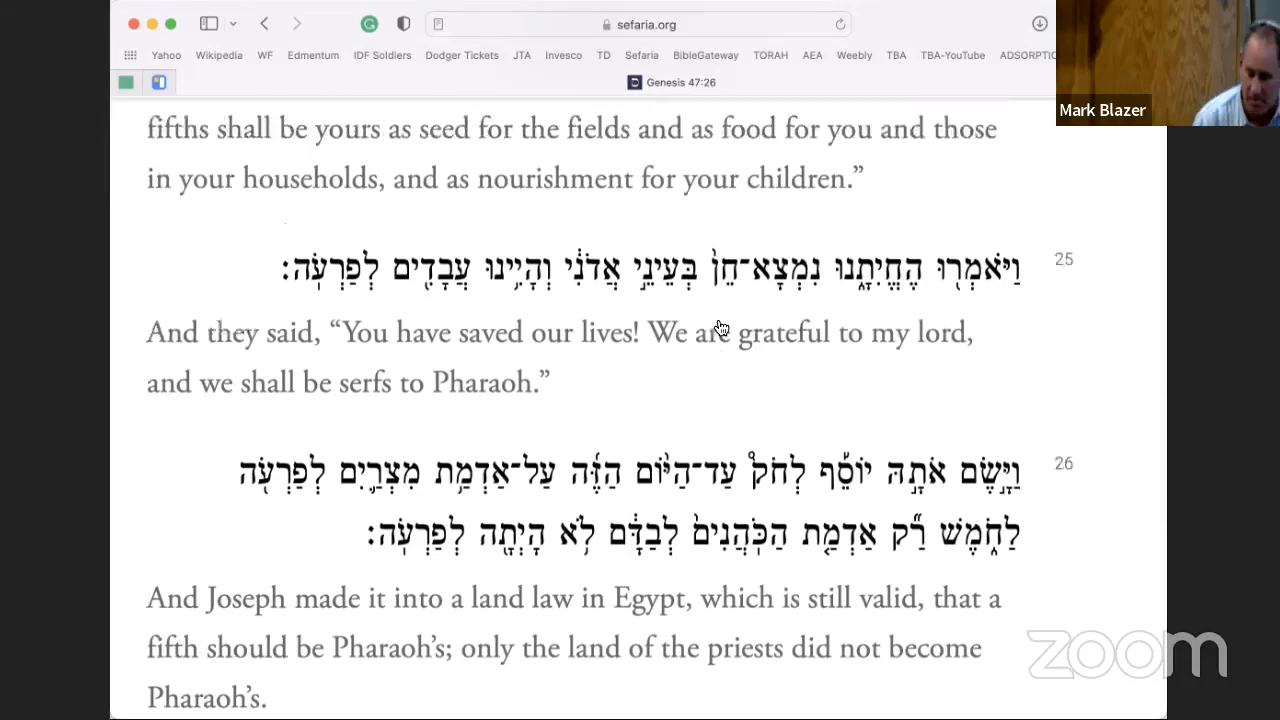 sefaria.org
Yahoo Wikipedia WF Edmentum IDF Soldiers Dodger Tickets JTA Invesco TD Sefaria BibleGateway TORAH AEA Weebly TBA TBA-YouTube ADSORPTIO
Genesis 47:26
Mark Blazer
fifths shall be yours as seed for the fields and as food for you and those
in your households, and as nourishment for your children.”
וַיֹּאמְר֖וּ הֶחֱיִתָ֑נוּ נִמְצָא־חֵן֙ בְּעֵינֵ֣י אֲדֹנִ֔י וְהָיִ֥ינוּ עֲבָדִ֖ים לְפַרְעֹֽה׃
25
And they said, “You have saved our lives! We are grateful to my lord,
and we shall be serfs to Pharaoh.”
וַיָּ֣שֶׂם אֹתָ֣הּ יוֹסֵ֡ף לְחֹק֩ עַד־הַיּ֨וֹם הַזֶּ֜ה עַל־אַדְמַ֥ת מִצְרַ֛יִם לְפַרְעֹ֖ה
26
לַחֹ֑מֶשׁ רַ֞ק אַדְמַ֤ת הַכֹּֽהֲנִים֙ לְבַדָּ֔ם לֹ֥א הָיְתָ֖ה לְפַרְעֹֽה׃
And Joseph made it into a land law in Egypt, which is still valid, that a
fifth should be Pharaoh’s; only the land of the priests did not become
Pharaoh’s.
zoom